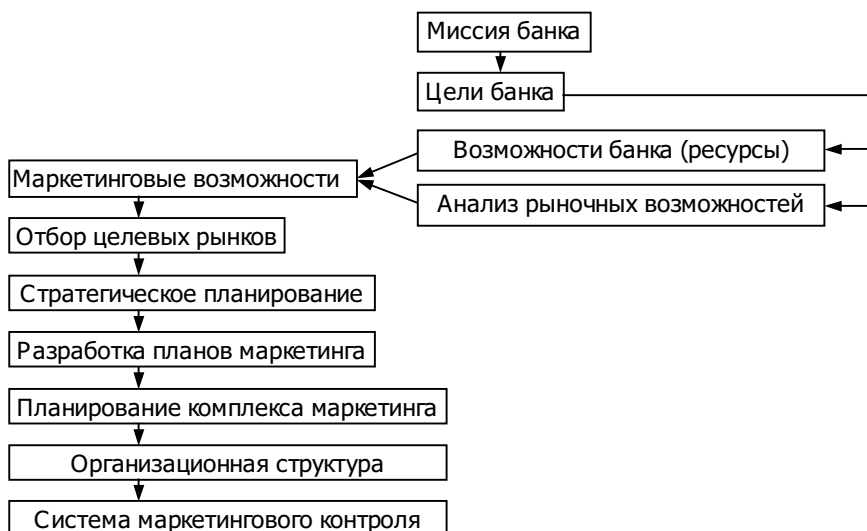 Миссия банка
Цели банка
Возможности банка (ресурсы)
Маркетинговые возможности
Анализ рыночных возможностей
Отбор целевых рынков
Стратегическое планирование
Разработка планов маркетинга
Планирование комплекса маркетинга
Организационная структура
Система маркетингового контроля